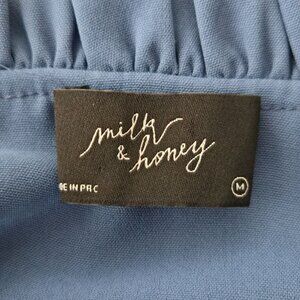 milk
& honey
DE IN PRC
M